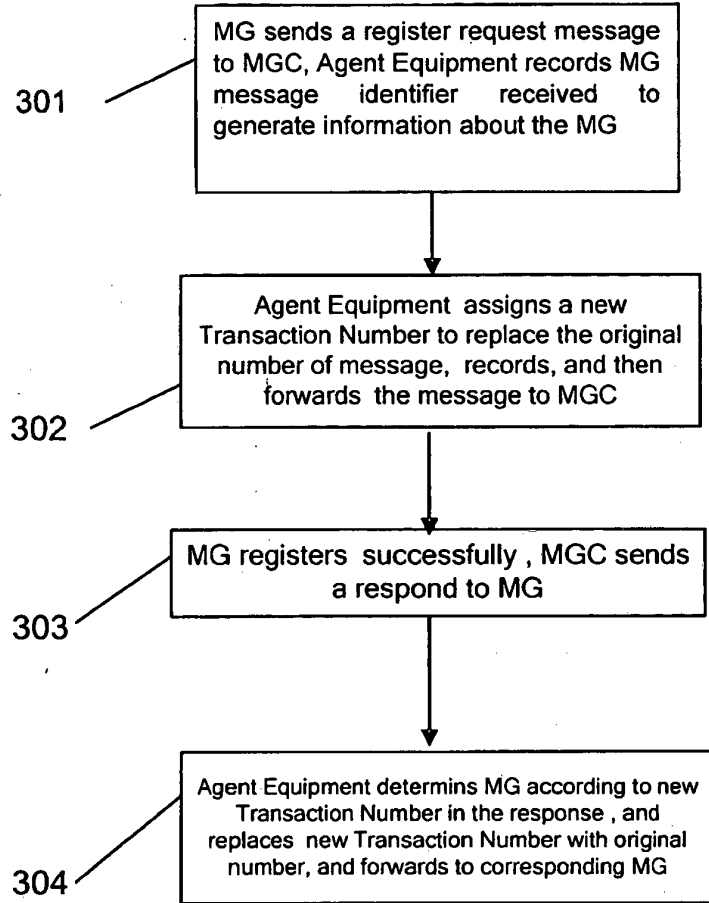 MG sends a register request message
to MGC, Agent Equipment records MG
message identifier received to
generate information about the MG
301
Agent Equipment assigns a new
Transaction Number to replace the original
number of message, records, and then
forwards the message to MGC
302
MG registers successfully , MGC sends
a respond to MG
303
Agent Equipment determins MG according to new
Transaction Number in the response , and
replaces new Transaction Number with original
number, and forwards to corresponding MG
304